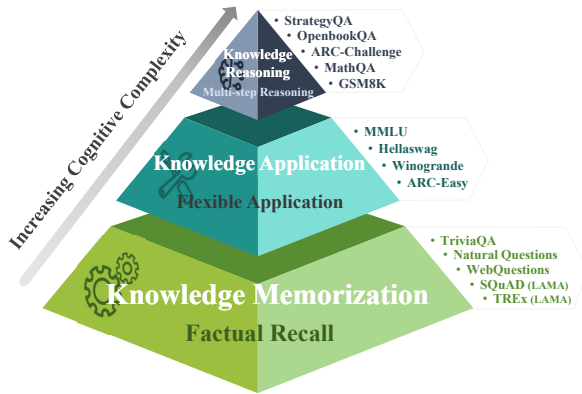 Increasing Cognitive Complexity
Knowledge
Reasoning
Multi-step Reasoning
• StrategyQA
• OpenbookQA
• ARC-Challenge
• MathQA
• GSM8K
Knowledge Application
Flexible Application
• MMLU
• Hellaswag
• Winogrande
• ARC-Easy
Knowledge Memorization
Factual Recall
• TriviaQA
• Natural Questions
• WebQuestions
• SQuAD (LAMA)
• TREx (LAMA)